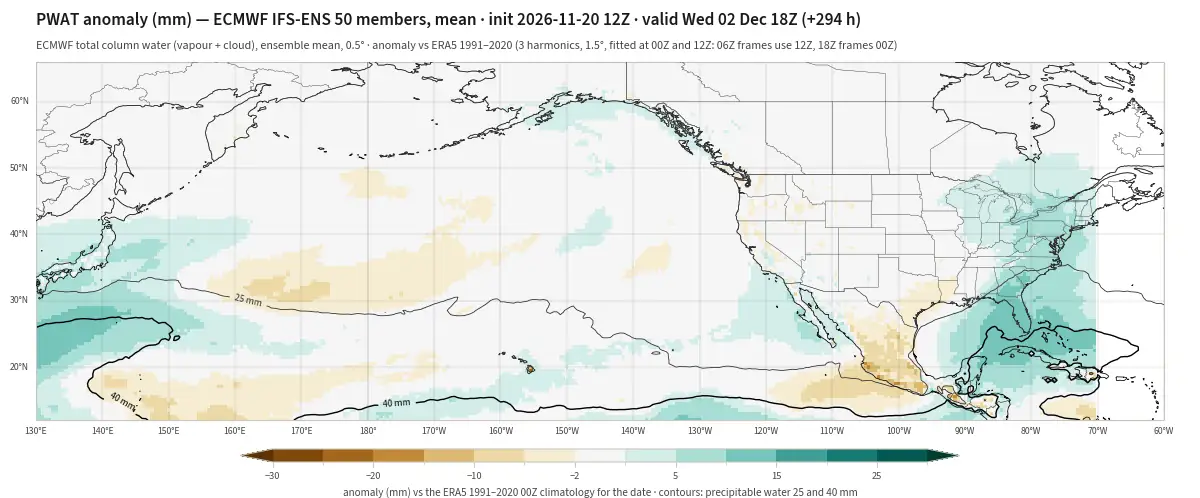 PWAT anomaly (mm) — ECMWF IFS-ENS 50 members, mean · init 2026-11-20 12Z · valid Wed 02 Dec 18Z (+294 h)
ECMWF total column water (vapour + cloud), ensemble mean, 0.5° · anomaly vs ERA5 1991–2020 (3 harmonics, 1.5°, fitted at 00Z and 12Z: 06Z frames use 12Z, 18Z frames 00Z)
60°N
50°N
40°N
30°N
20°N
25 mm
40 mm
40 mm
130°E 140°E 150°E 160°E 170°E 180° 170°W 160°W 150°W 140°W 130°W 120°W 110°W 100°W 90°W 80°W 70°W 60°W
−30 −20 −10 −2 5 15 25
anomaly (mm) vs the ERA5 1991–2020 00Z climatology for the date · contours: precipitable water 25 and 40 mm